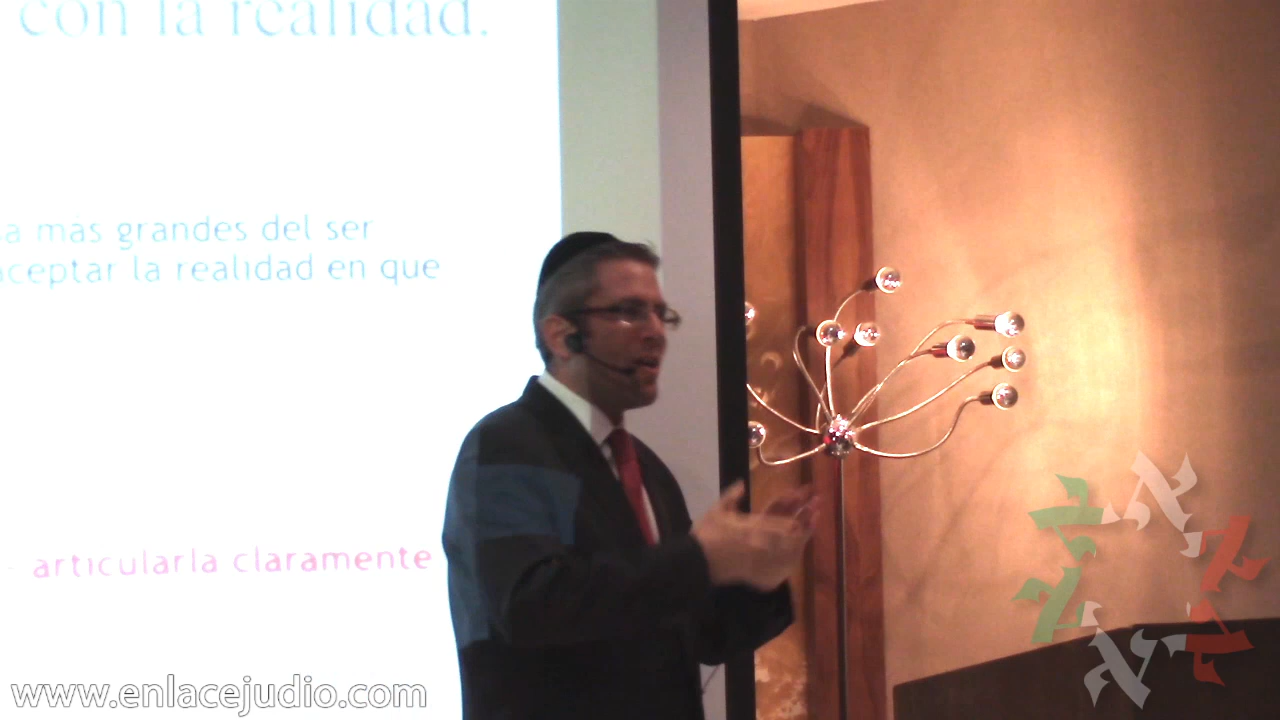 con la realidad.
a más grandes del ser
aceptar la realidad en que
- articularla claramente
www.enlacejudio.com
א א א א א א א